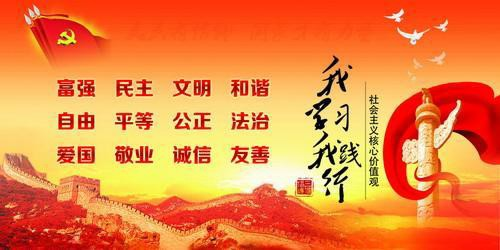 富强 民主 文明 和谐
自由 平等 公正 法治
爱国 敬业 诚信 友善
我学习
我践行
社会主义核心价值观